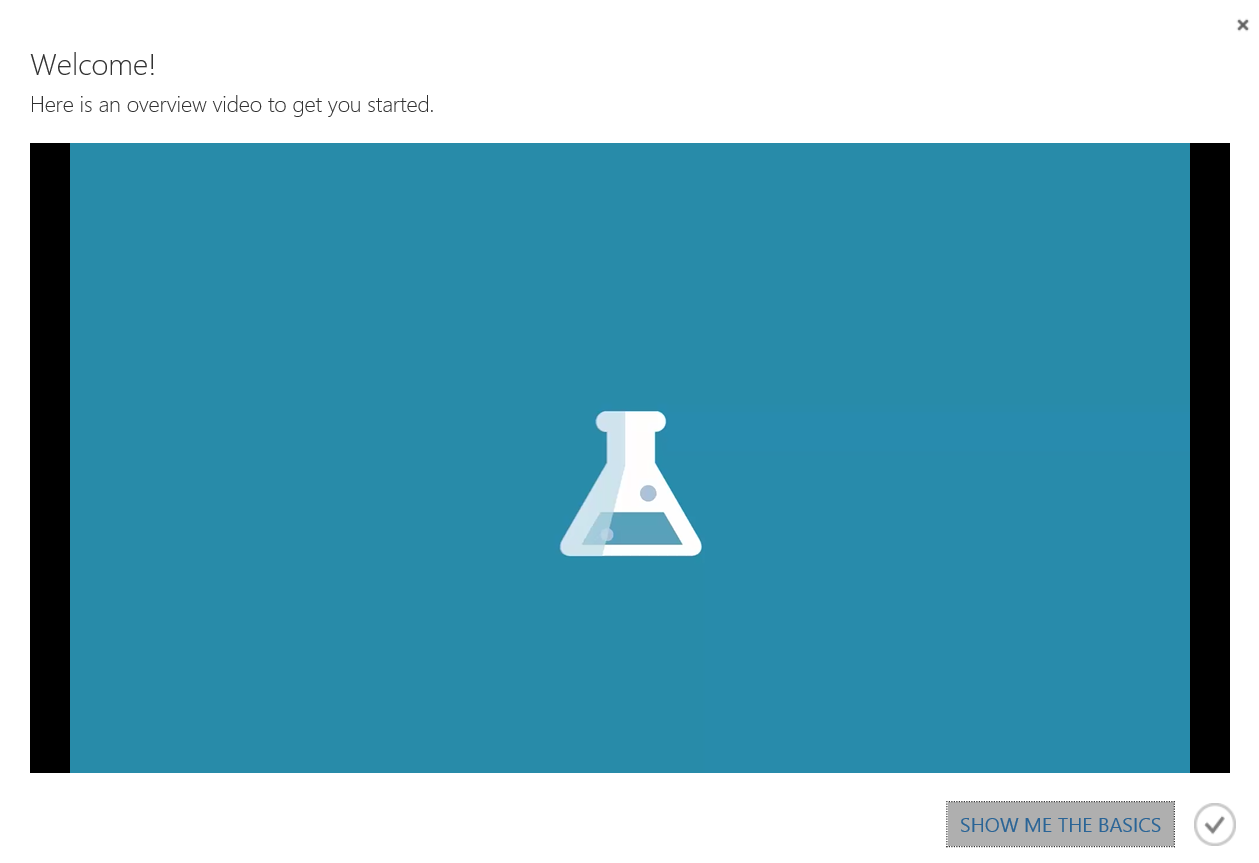 Welcome!
Here is an overview video to get you started.
SHOW ME THE BASICS